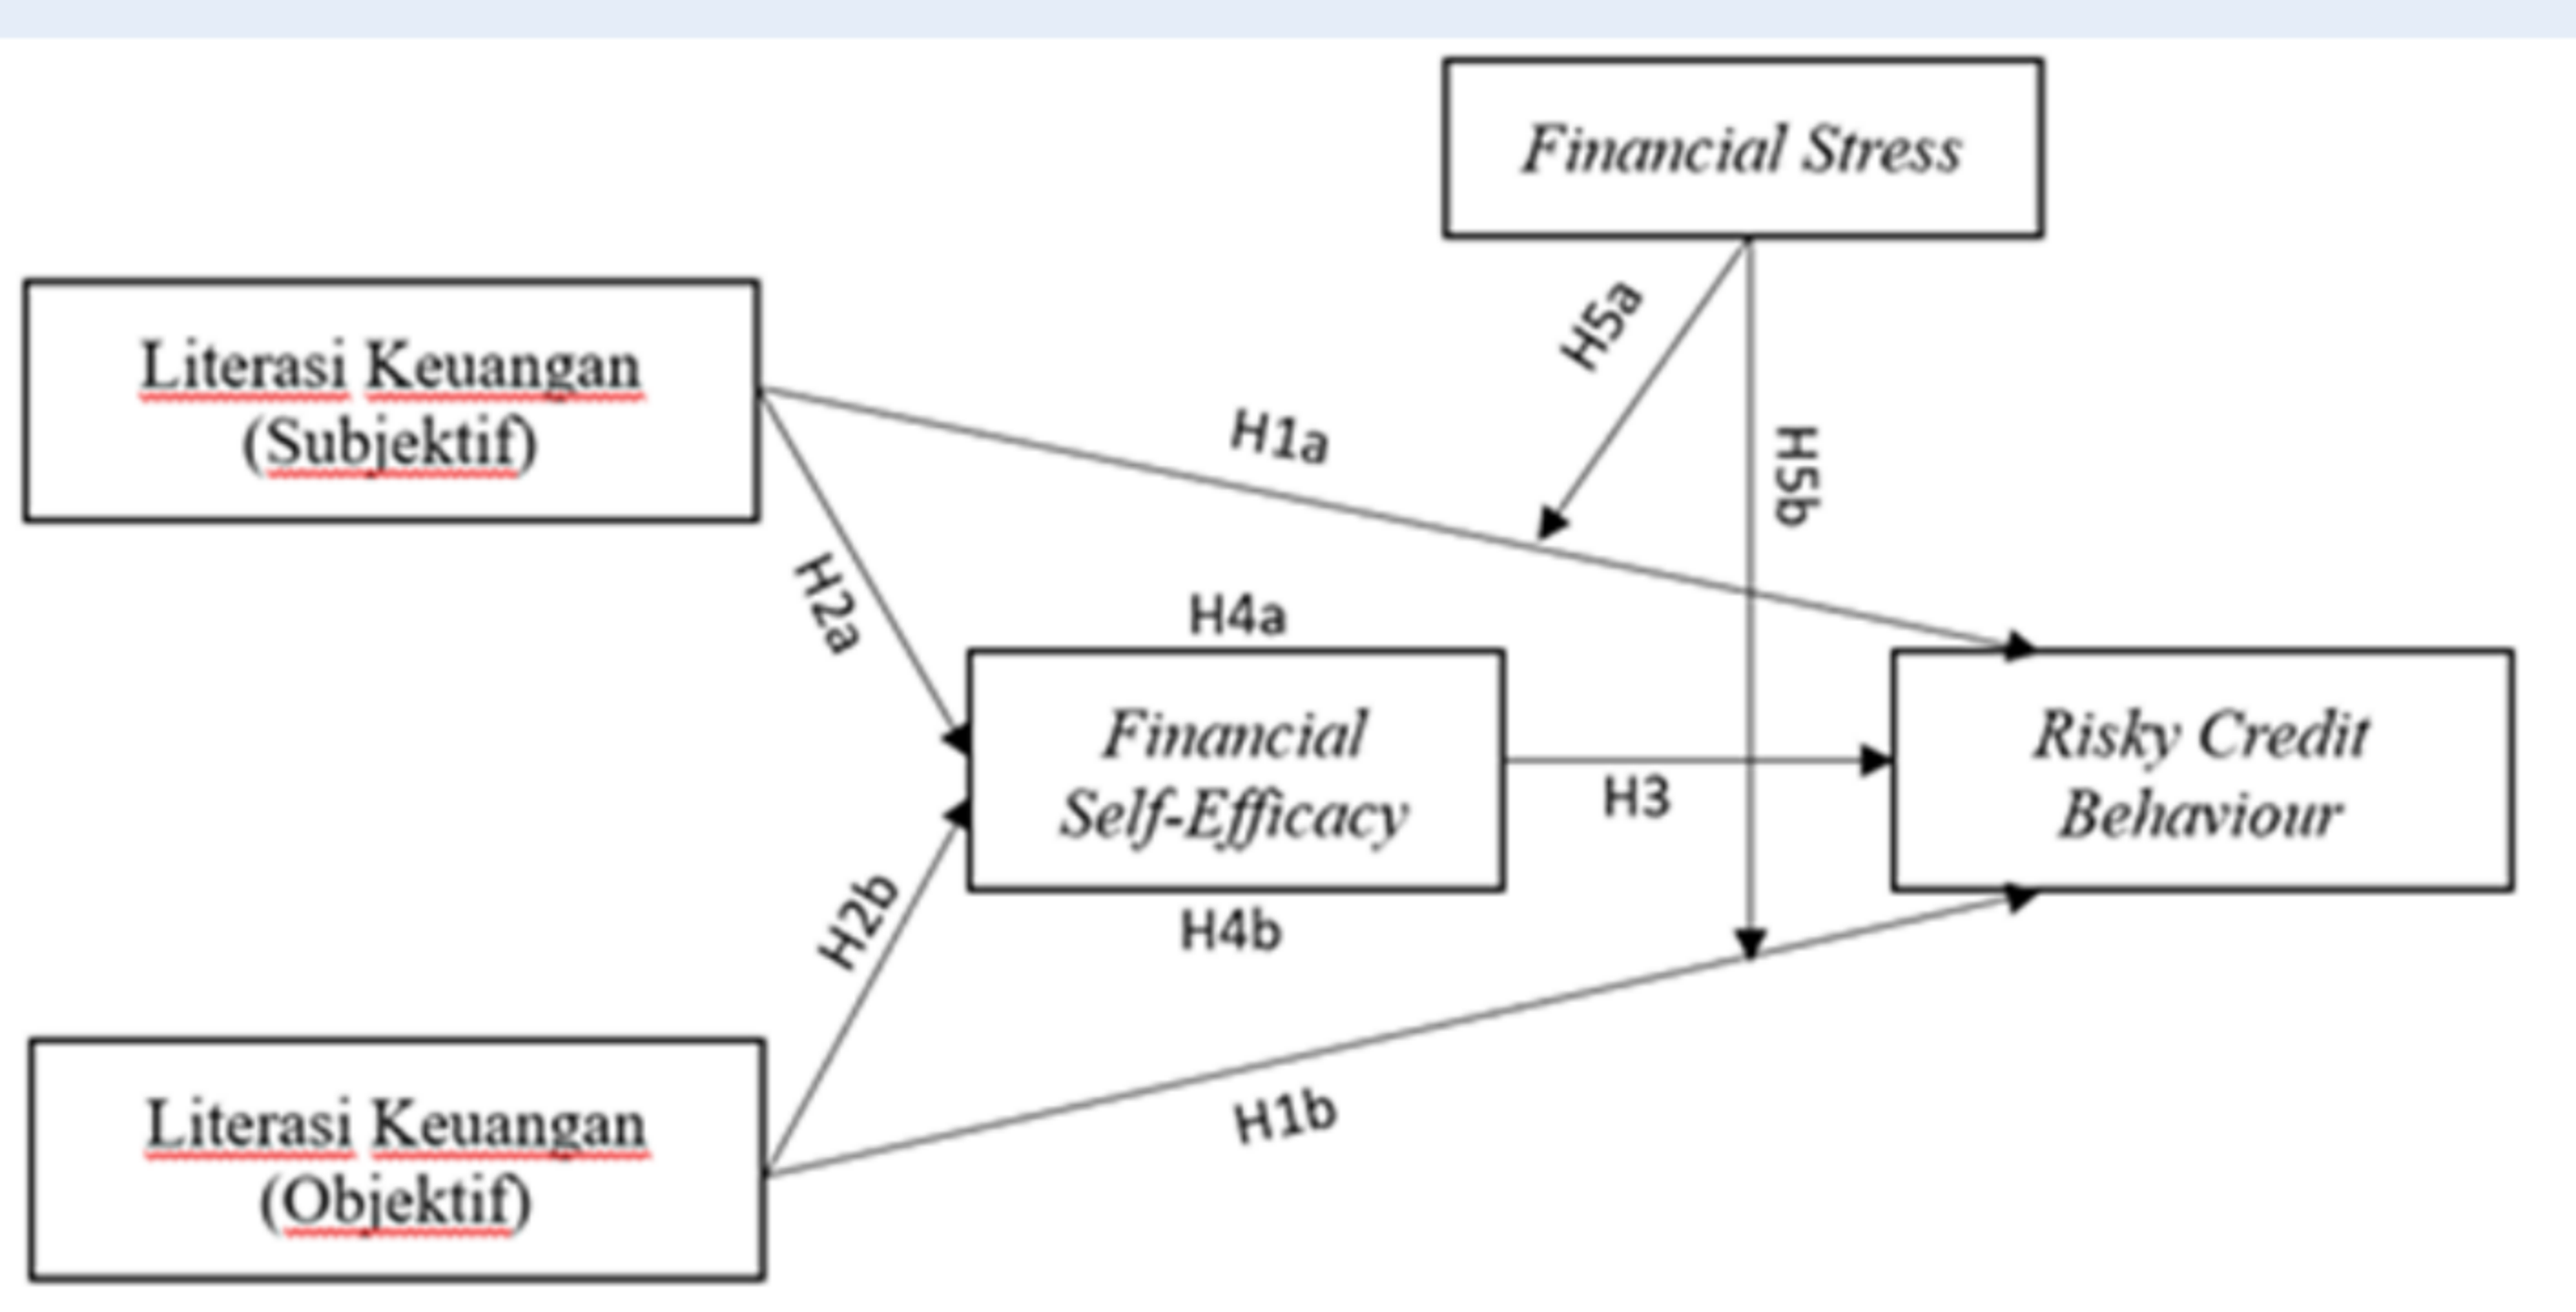 Financial Stress
Literasi Keuangan
(Subjektif)
H5a
H1a
H5b
H2a
H4a
Financial
Self-Efficacy
H3
Risky Credit
Behaviour
H2b
H4b
H1b
Literasi Keuangan
(Objektif)